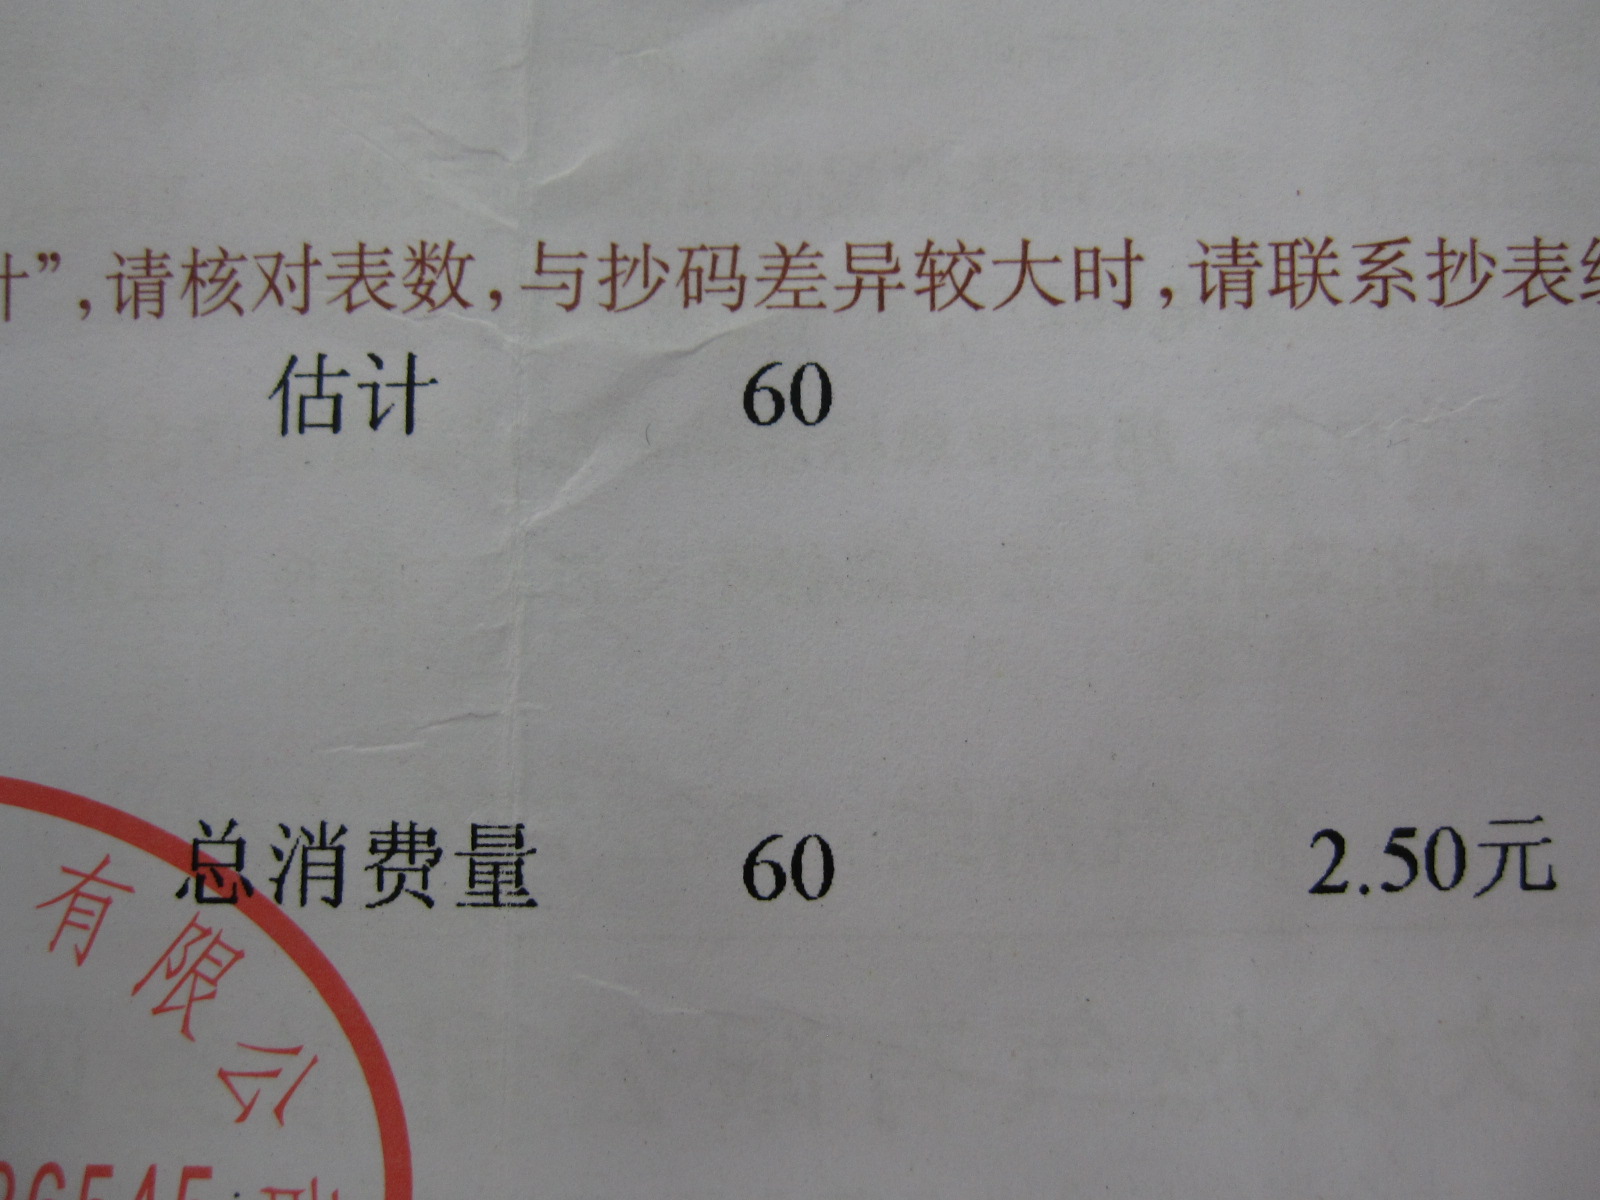 计”,请核对表数,与抄码差异较大时,请联系抄表
估计 60
总消费量 60 2.50元
有限公
6545